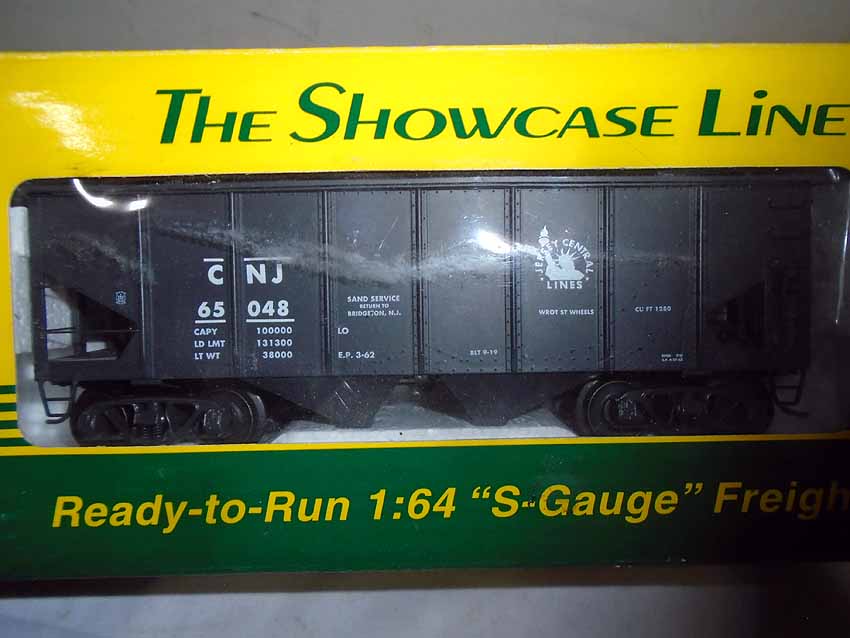 THE SHOWCASE LINE
C NJ
65 048
CAPY 100000
LD LMT 131300
LT WT 38000
SAND SERVICE
RETURN TO
BRIDGETON, N.J.
LO
E.P. 3-62
BLT 9-19
JERSEY CENTRAL
LINES
WROT ST WHEELS
CU FT 1280
Ready-to-Run 1:64 "S-Gauge" Freigh